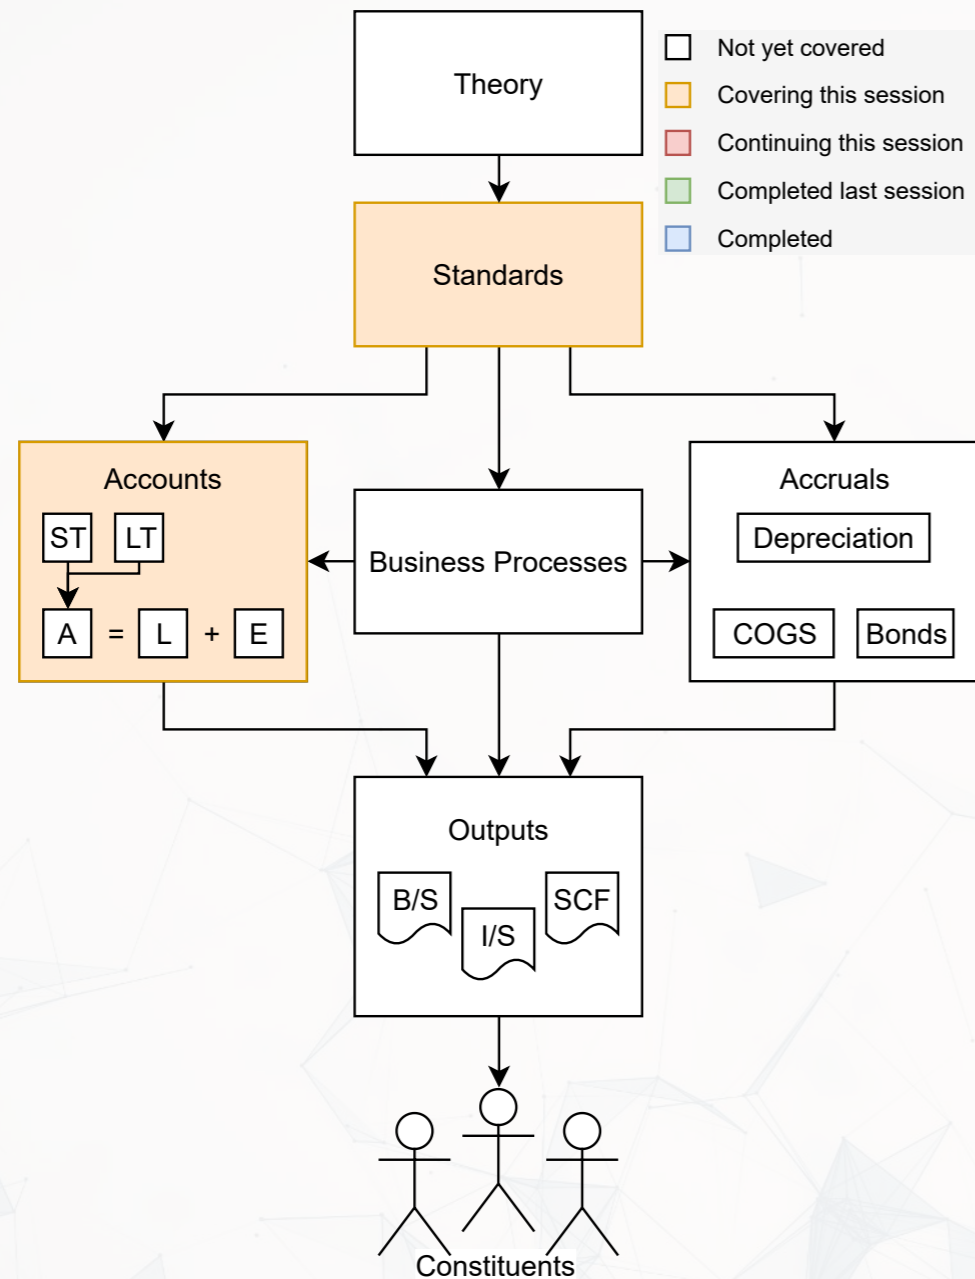 Theory
Not yet covered
Covering this session
Continuing this session
Completed last session
Completed
Standards
Accounts
ST LT
A = L + E
Business Processes
Accruals
Depreciation
COGS Bonds
Outputs
B/S
I/S
SCF
Constituents